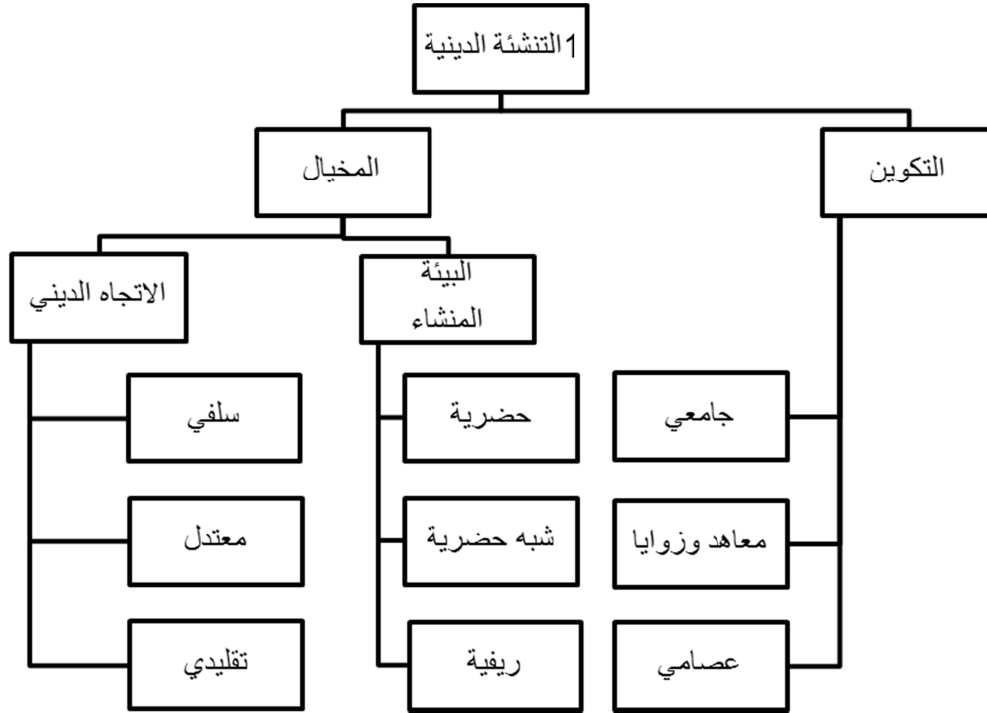 1التنشئة الدينية
التكوين
المخيال
البيئة
المنشاء
الاتجاه الديني
جامعي
حضرية
سلفي
معاهد وزوايا
شبه حضرية
معتدل
عصامي
ريفية
تقليدي